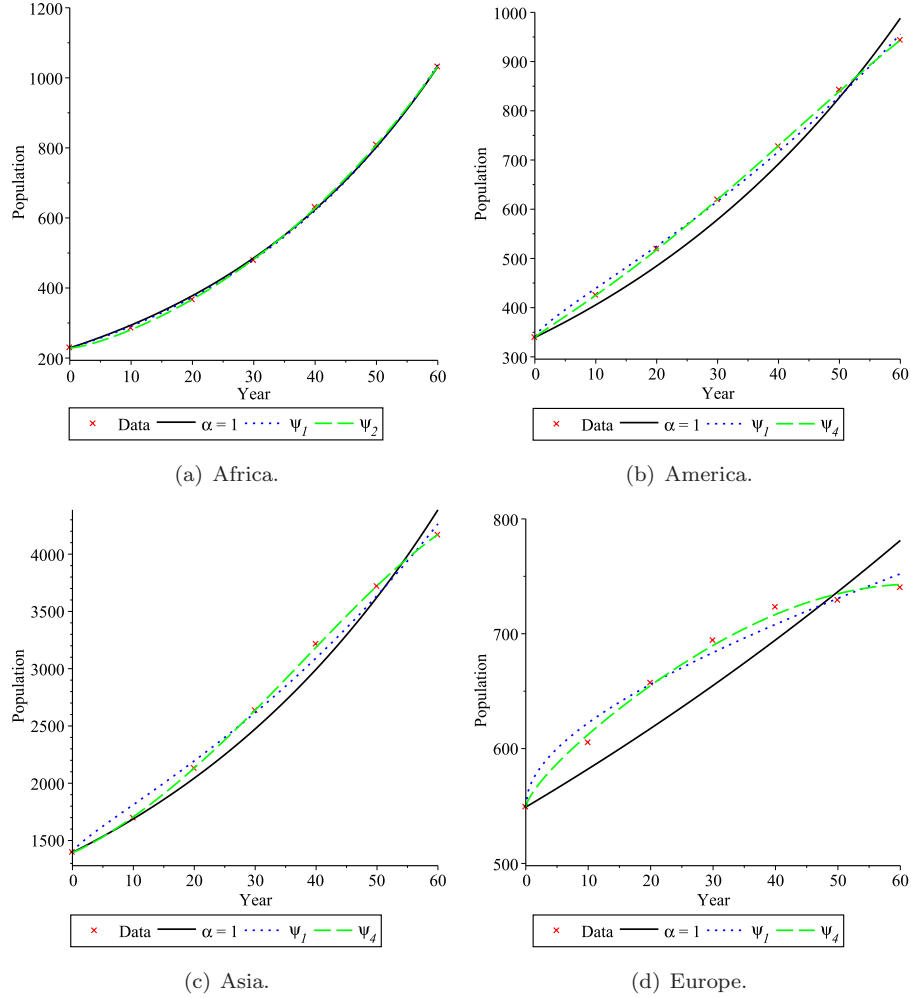 1200
1000
800
600
400
200
Population
0 10 20 30 40 50 60
Year
Data α = 1 ψ1 ψ2
(a) Africa.
1000
900
800
700
600
500
400
300
Population
0 10 20 30 40 50 60
Year
Data α = 1 ψ1 ψ4
(b) America.
4000
3500
3000
2500
2000
1500
Population
0 10 20 30 40 50 60
Year
Data α = 1 ψ1 ψ4
(c) Asia.
800
700
600
500
Population
0 10 20 30 40 50 60
Year
Data α = 1 ψ1 ψ4
(d) Europe.